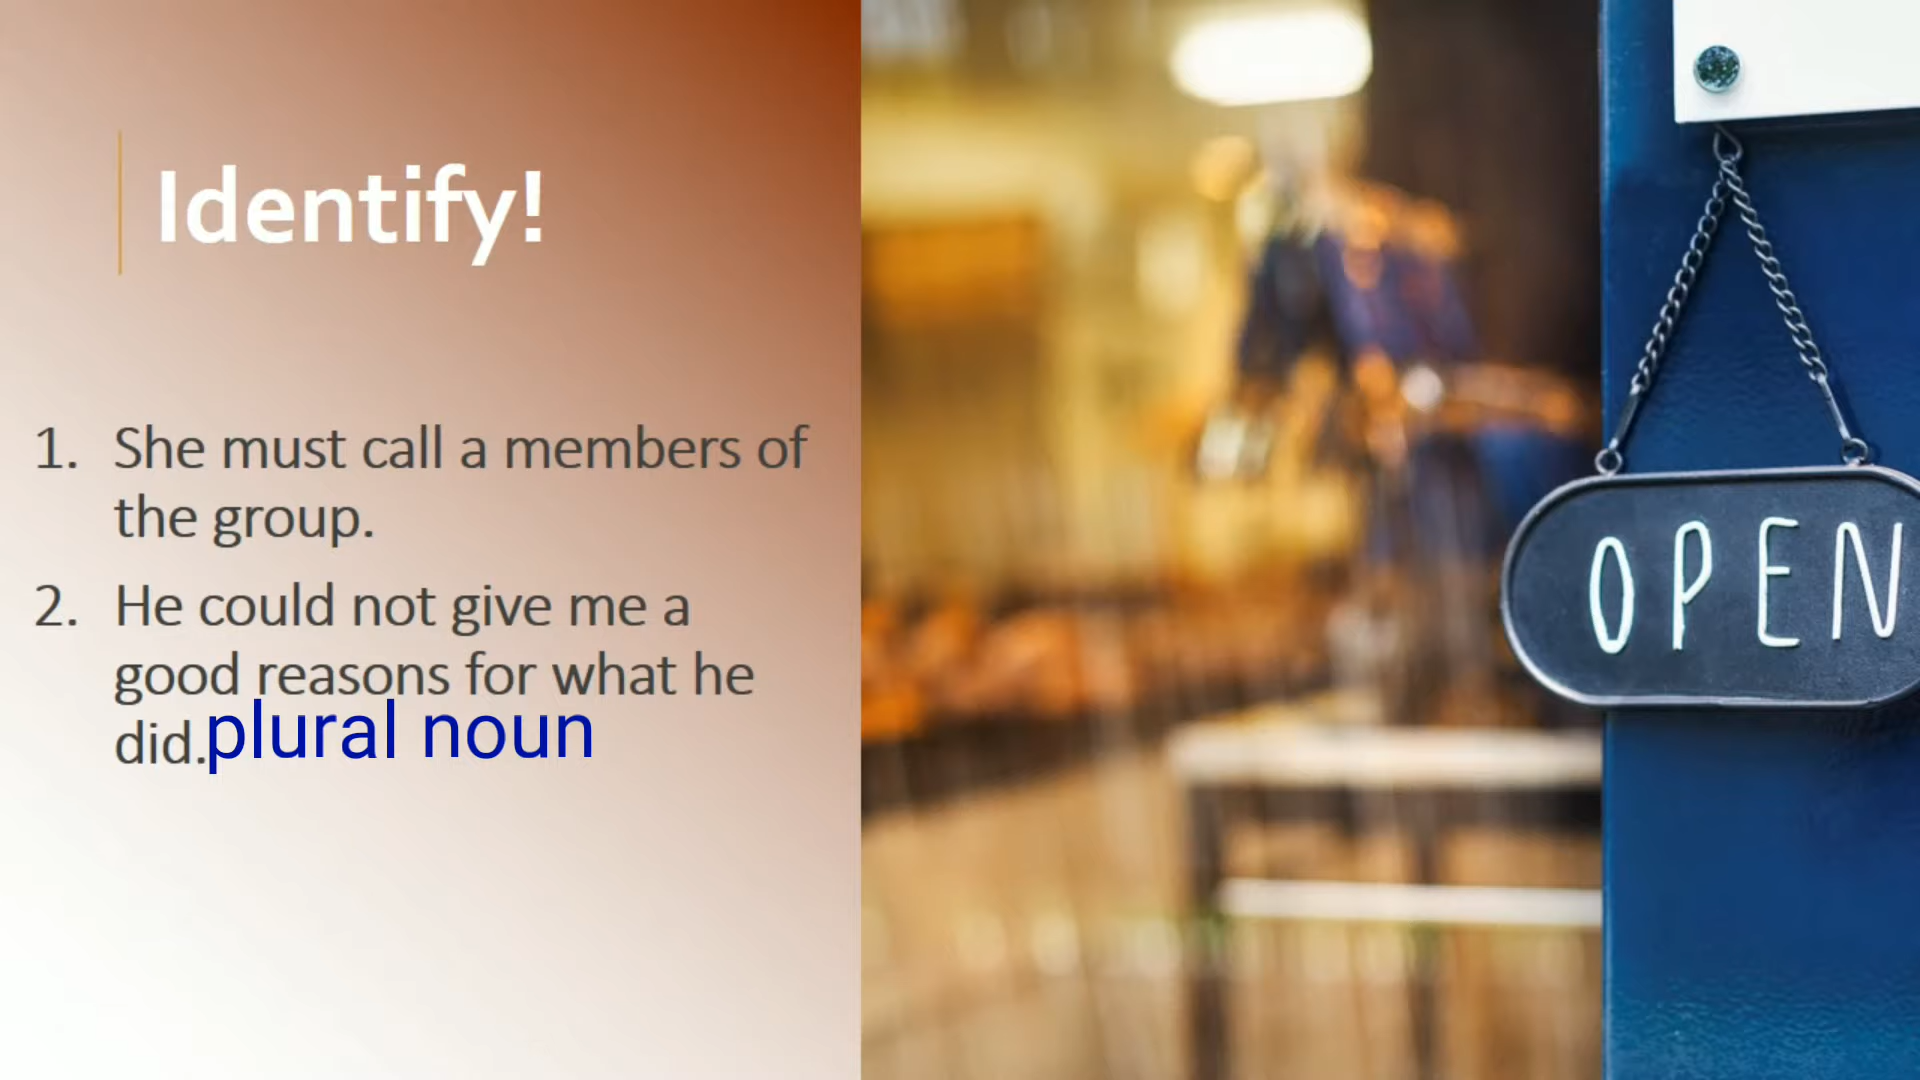 Identify!
1. She must call a members of
the group.
2. He could not give me a
good reasons for what he
did.plural noun
OPEN